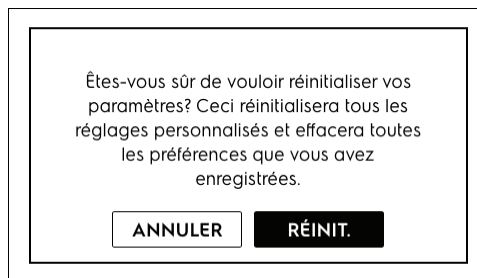 Êtes-vous sûr de vouloir réinitialiser vos
paramètres? Ceci réinitialisera tous les
réglages personnalisés et effacera toutes
les préférences que vous avez
enregistrées.
ANNULER RÉINIT.